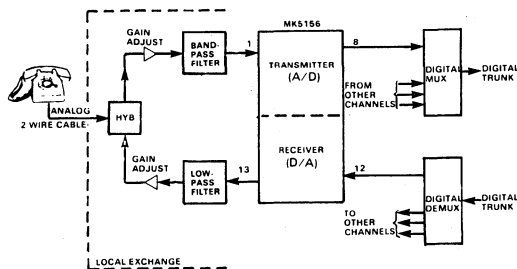 MK5156
GAIN
ADJUST
BAND-
PASS
FILTER
1
TRANSMITTER
(A/D)
8
DIGITAL
MUX
DIGITAL
TRUNK
FROM
OTHER
CHANNELS
ANALOG
2 WIRE CABLE
HYB
GAIN
ADJUST
LOW-
PASS
FILTER
13
RECEIVER
(D/A)
12
DIGITAL
DEMUX
DIGITAL
TRUNK
TO
OTHER
CHANNELS
LOCAL EXCHANGE